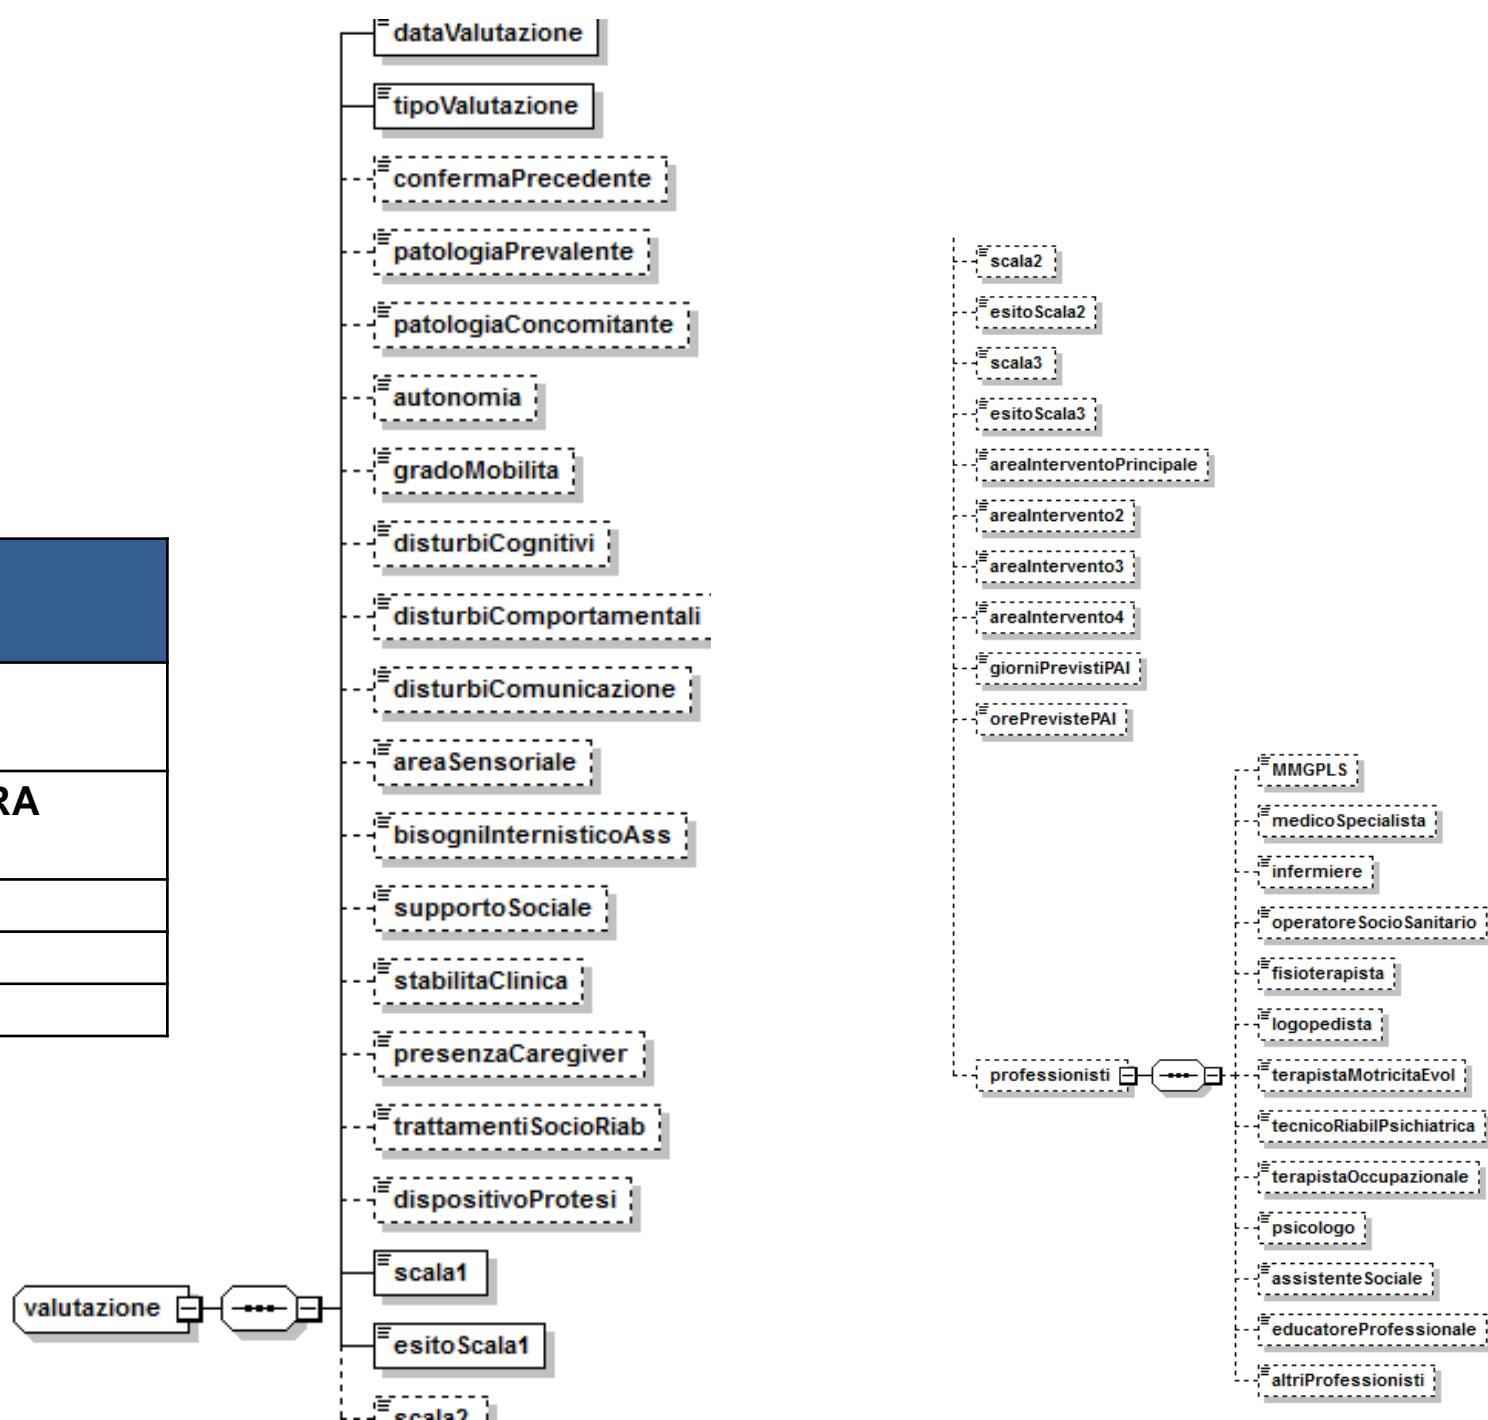 RA
dataValutazione
tipoValutazione
confermaPrecedente
patologiaPrevalente
patologiaConcomitante
autonomia
gradoMobilita
disturbiCognitivi
disturbiComportamentali
disturbiComunicazione
areaSensoriale
bisogniInternisticoAss
supportoSociale
stabilitaClinica
presenzaCaregiver
trattamentiSocioRiab
dispositivoProtesi
scala1
valutazione
esitoScala1
scala2
scala2
esitoScala2
scala3
esitoScala3
areaInterventoPrincipale
areaIntervento2
areaIntervento3
areaIntervento4
giorniPrevistiPAI
orePrevistePAI
professionisti
MMGPLS
medicoSpecialista
infermiere
operatoreSocioSanitario
fisioterapista
logopedista
terapistaMotricitaEvol
tecnicoRiabilPsichiatrica
terapistaOccupazionale
psicologo
assistenteSociale
educatoreProfessionale
altriProfessionisti